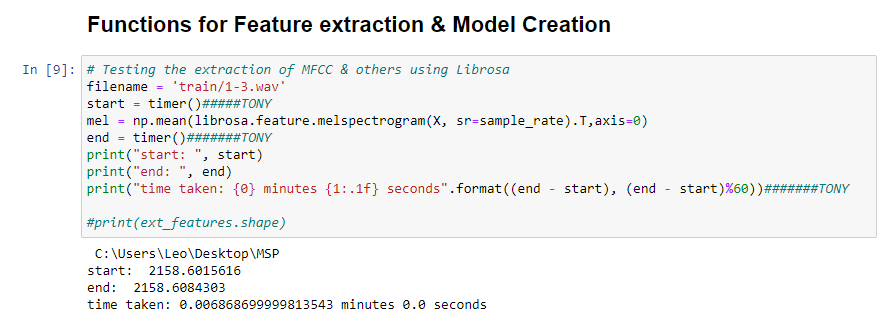 Functions for Feature extraction & Model Creation
In [9]: # Testing the extraction of MFCC & others using Librosa
filename = 'train/1-3.wav'
start = timer()#####TONY
mel = np.mean(librosa.feature.melspectrogram(X, sr=sample_rate).T,axis=0)
end = timer()#######TONY
print("start: ", start)
print("end: ", end)
print("time taken: {0} minutes {1:.1f} seconds".format((end - start), (end - start)%60))#######TONY
#print(ext_features.shape)
C:\Users\Leo\Desktop\MSP
start:  2158.6015616
end:  2158.6084303
time taken: 0.006868699999813543 minutes 0.0 seconds